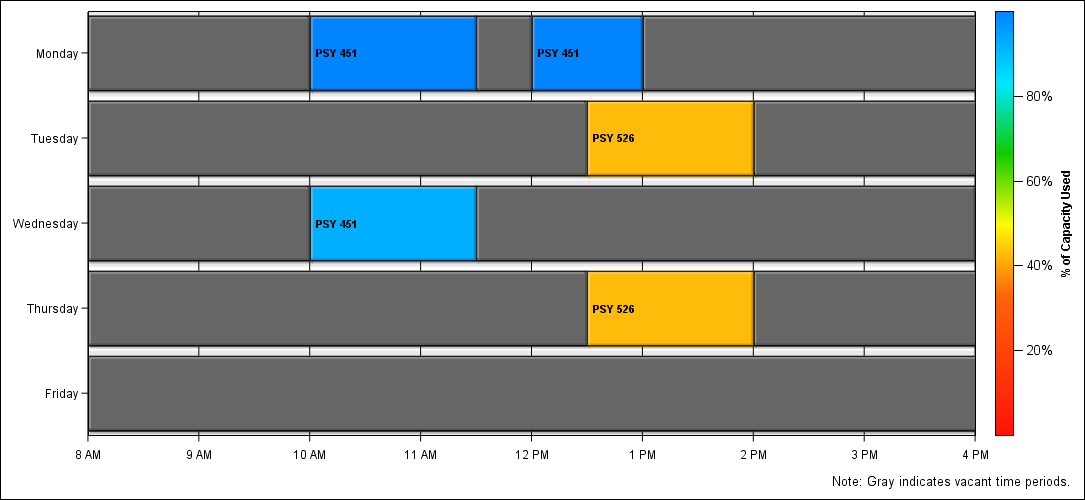 Monday
PSY 451
PSY 451
Tuesday
PSY 526
Wednesday
PSY 451
Thursday
PSY 526
Friday
8 AM
9 AM
10 AM
11 AM
12 PM
1 PM
2 PM
3 PM
4 PM
80%
60%
40%
20%
% of Capacity Used
Note: Gray indicates vacant time periods.